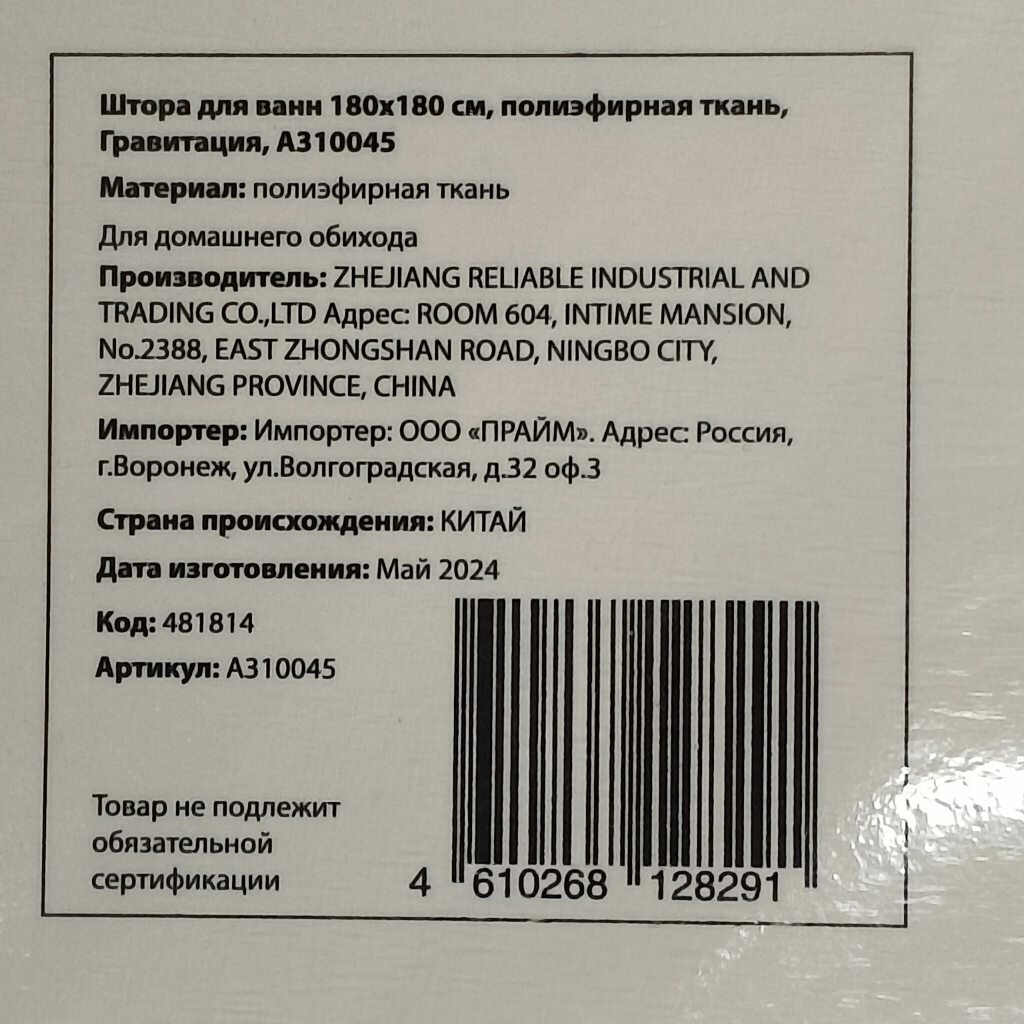 Штора для ванн 180х180 см, полиэфирная ткань,
Гравитация, А310045
Материал: полиэфирная ткань
Для домашнего обихода
Производитель: ZHEJIANG RELIABLE INDUSTRIAL AND
TRADING CO.,LTD Адрес: ROOM 604, INTIME MANSION,
No.2388, EAST ZHONGSHAN ROAD, NINGBO CITY,
ZHEJIANG PROVINCE, CHINA
Импортер: Импортер: ООО «ПРАЙМ». Адрес: Россия,
г.Воронеж, ул.Волгоградская, д.32 оф.3
Страна происхождения: КИТАЙ
Дата изготовления: Май 2024
Код: 481814
Артикул: А310045
Товар не подлежит
обязательной
сертификации
4 610268 128291